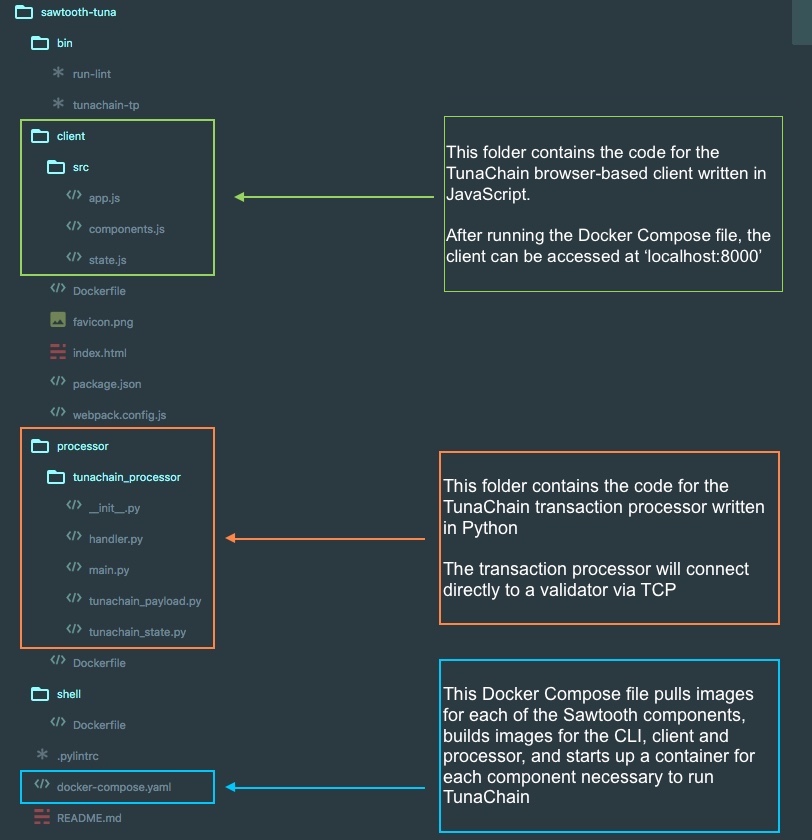 sawtooth-tuna
bin
run-lint
tunachain-tp
client
src
app.js
components.js
state.js
Dockerfile
favicon.png
index.html
package.json
webpack.config.js
processor
tunachain_processor
__init__.py
handler.py
main.py
tunachain_payload.py
tunachain_state.py
Dockerfile
shell
Dockerfile
.pylintrc
docker-compose.yaml
README.md
This folder contains the code for the
TunaChain browser-based client written in
JavaScript.
After running the Docker Compose file, the
client can be accessed at ‘localhost:8000’
This folder contains the code for the
TunaChain transaction processor written
in Python
The transaction processor will connect
directly to a validator via TCP
This Docker Compose file pulls images
for each of the Sawtooth components,
builds images for the CLI, client and
processor, and starts up a container for
each component necessary to run
TunaChain